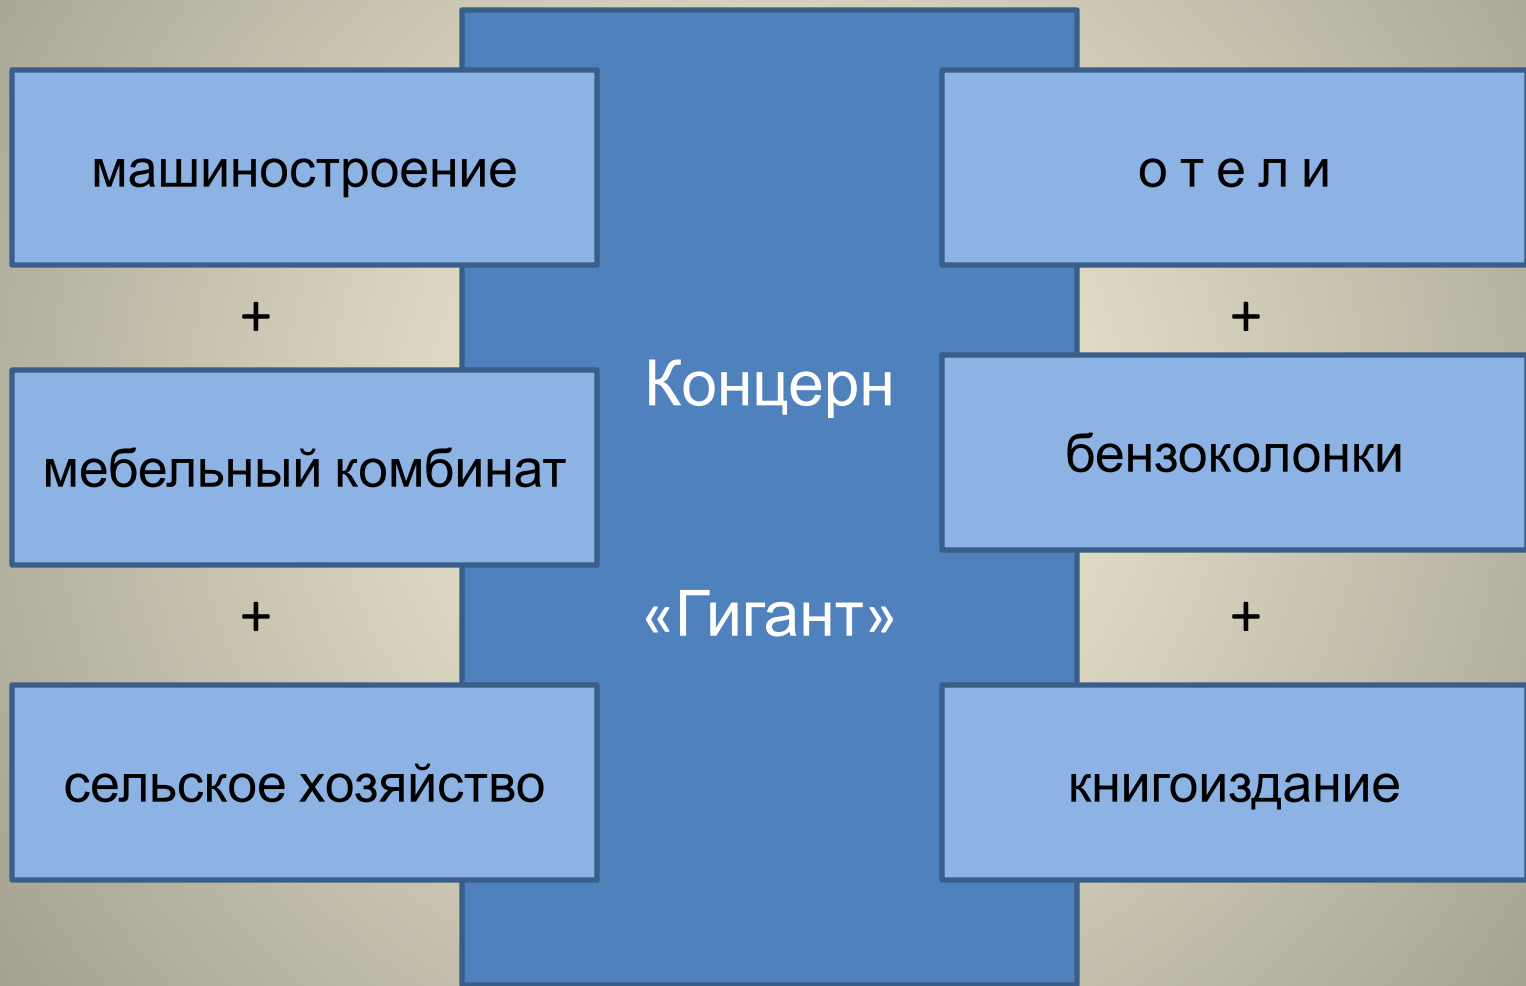 машиностроение
+
мебельный комбинат
+
сельское хозяйство
Концерн
«Гигант»
о т е л и
+
бензоколонки
+
книгоиздание